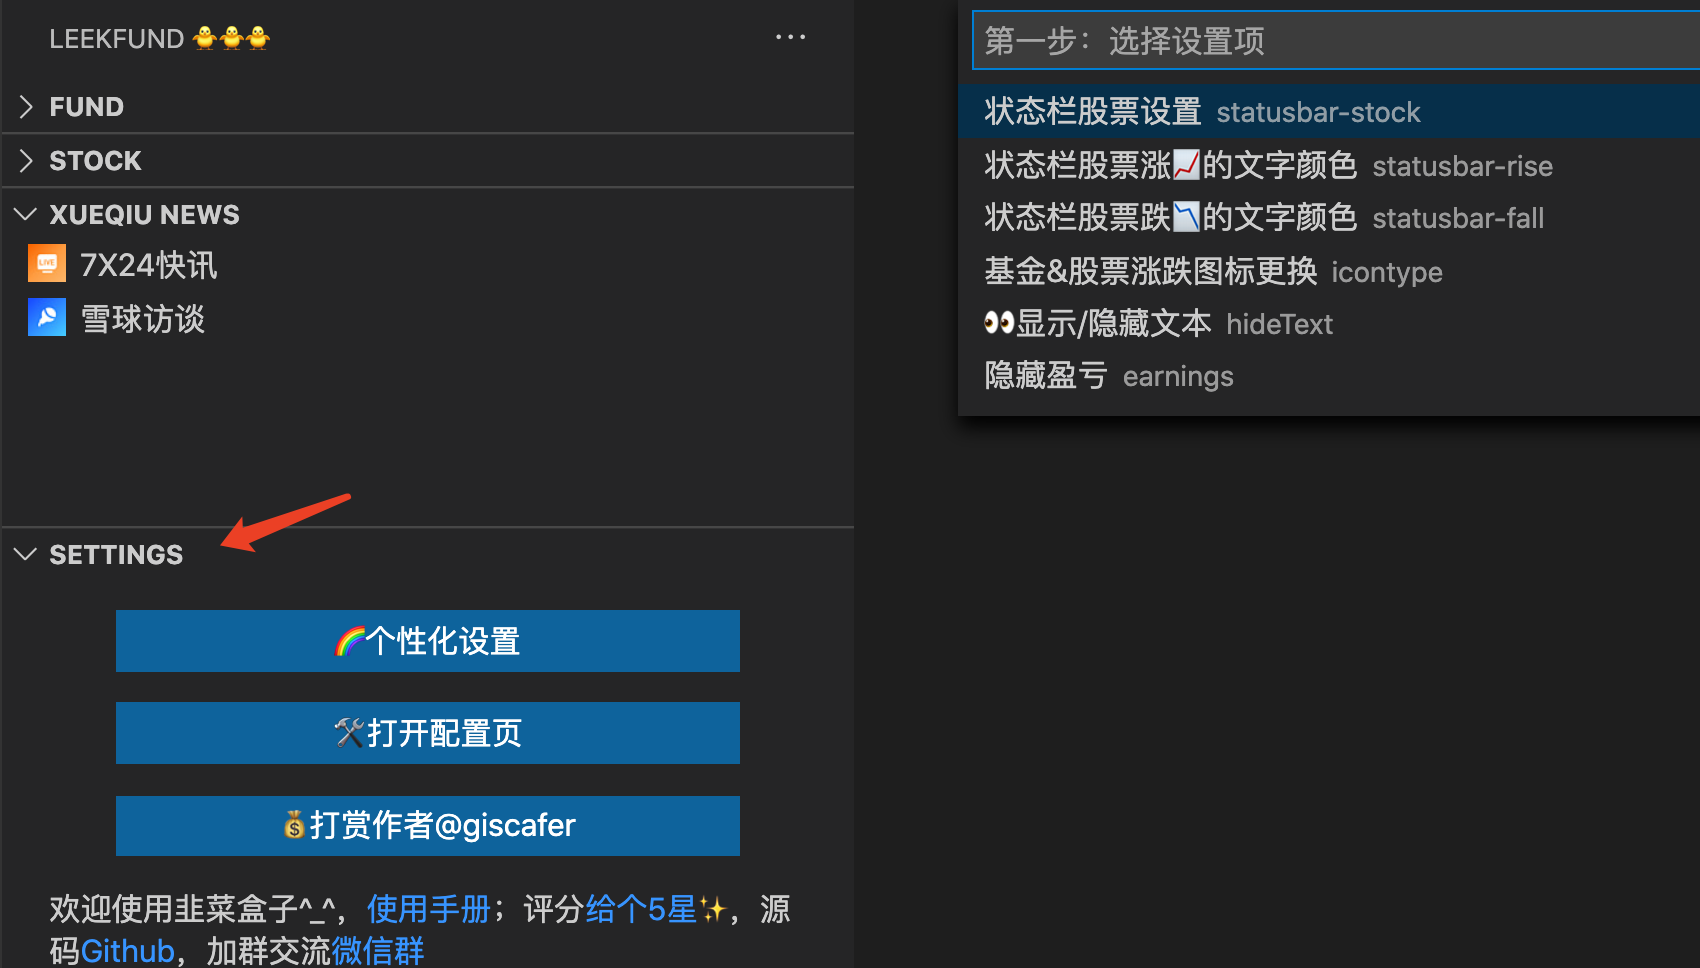 LEEKFUND 🐥🐥🐥
FUND
STOCK
XUEQIU NEWS
LIVE
7X24快讯
雪球访谈
SETTINGS
🌈个性化设置
🛠打开配置页
💰打赏作者@giscafer
欢迎使用韭菜盒子^_^，使用手册；评分给个5星✨，源
码Github，加群交流微信群
第一步：选择设置项
状态栏股票设置 statusbar-stock
状态栏股票涨📈的文字颜色 statusbar-rise
状态栏股票跌📉的文字颜色 statusbar-fall
基金&股票涨跌图标更换 icontype
👀显示/隐藏文本 hideText
隐藏盈亏 earnings